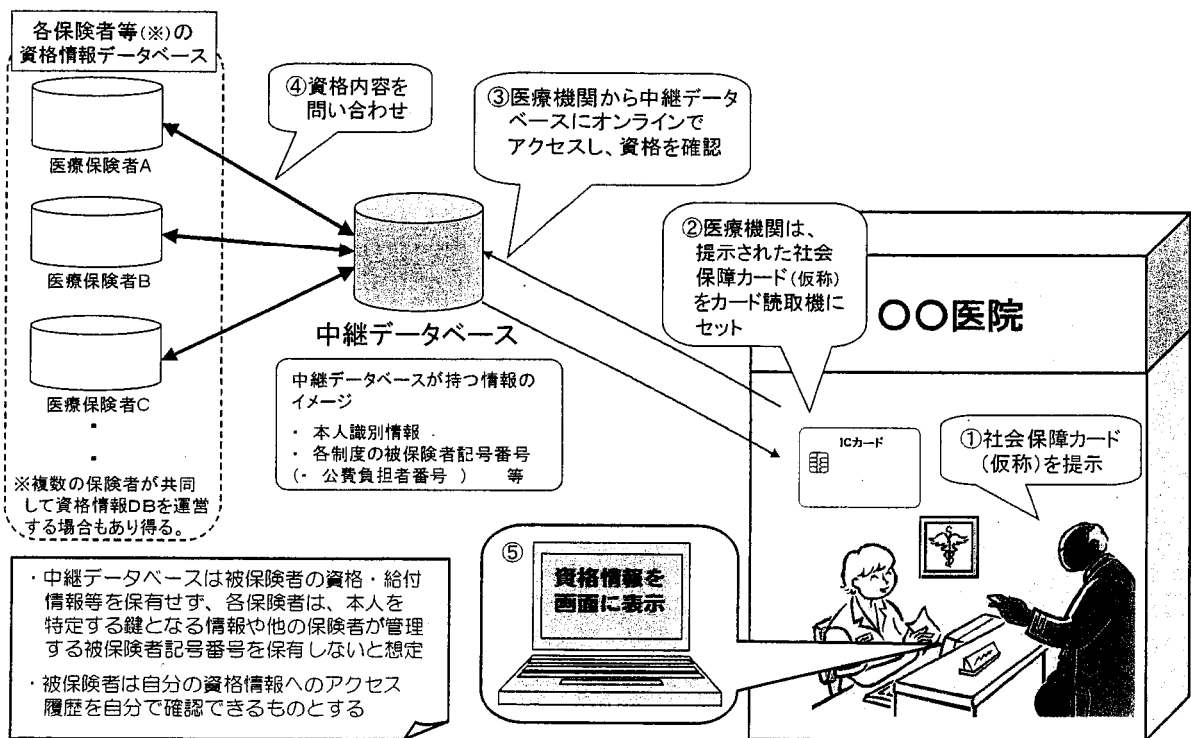 各保険者等(※)の
資格情報データベース
医療保険者A
医療保険者B
医療保険者C
・
・
※複数の保険者が共同
して資格情報DBを運営
する場合もあり得る。
④資格内容を
問い合わせ
③医療機関から中継データ
ベースにオンラインで
アクセスし、資格を確認
②医療機関は、
提示された社会
保障カード(仮称)
をカード読取機に
セット
中継データベース
中継データベースが持つ情報の
イメージ
・ 本人識別情報
・ 各制度の被保険者記号番号
(・ 公費負担者番号 ) 等
〇〇医院
ICカード
①社会保障カード
(仮称)を提示
⑤
資格情報を
画面に表示
・中継データベースは被保険者の資格・給付
情報等を保有せず、各保険者は、本人を
特定する鍵となる情報や他の保険者が管理
する被保険者記号番号を保有しないと想定
・被保険者は自分の資格情報へのアクセス
履歴を自分で確認できるものとする